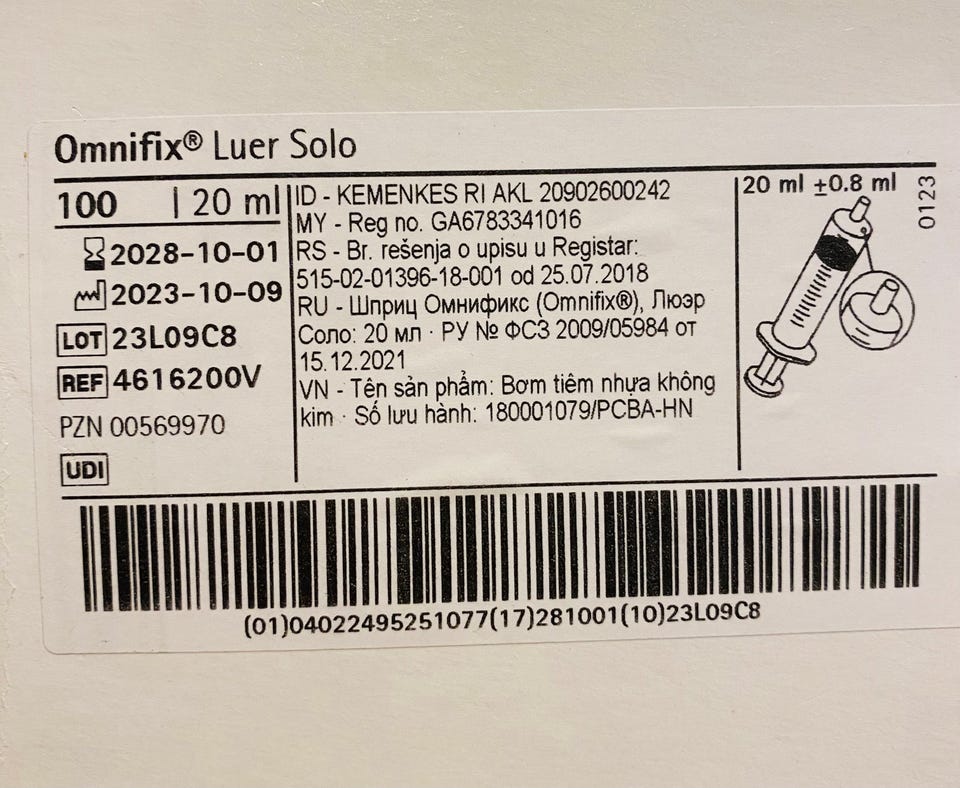 Omnifix® Luer Solo
100 | 20 ml
2028-10-01
2023-10-09
LOT 23L09C8
REF 4616200V
PZN 00569970
UDI
ID - KEMENKES RI AKL 20902600242
MY - Reg no. GA6783341016
RS - Br. rešenja o upisu u Registar:
515-02-01396-18-001 od 25.07.2018
RU - Шприц Омнификс (Omnifix®), Люэр
Соло: 20 мл · РУ № ФСЗ 2009/05984 от
15.12.2021
VN - Tên sản phẩm: Bơm tiêm nhựa không
kim · Số lưu hành: 180001079/PCBA-HN
20 ml ±0.8 ml
0123
(01)04022495251077(17)281001(10)23L09C8